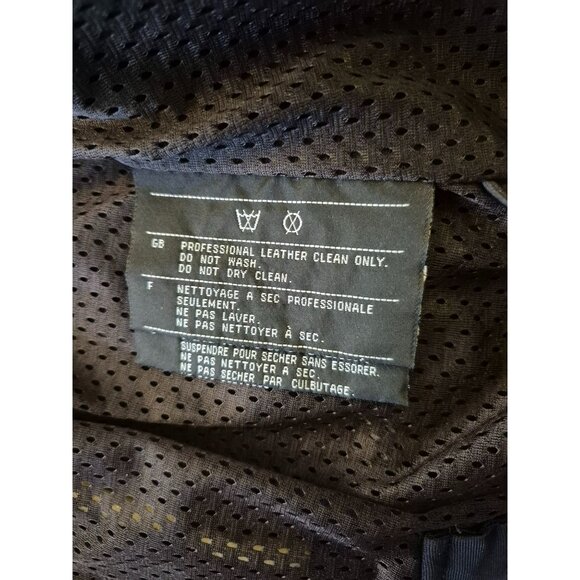 GB PROFESSIONAL LEATHER CLEAN ONLY.
DO NOT WASH.
DO NOT DRY CLEAN.
F NETTOYAGE A SEC PROFESSIONALE
SEULEMENT.
NE PAS LAVER.
NE PAS NETTOYER À SEC.
SUSPENDRE POUR SECHER SANS ESSORER.
NE PAS NETTOYER A SEC.
NE PAS SECHER PAR CULBUTAGE.